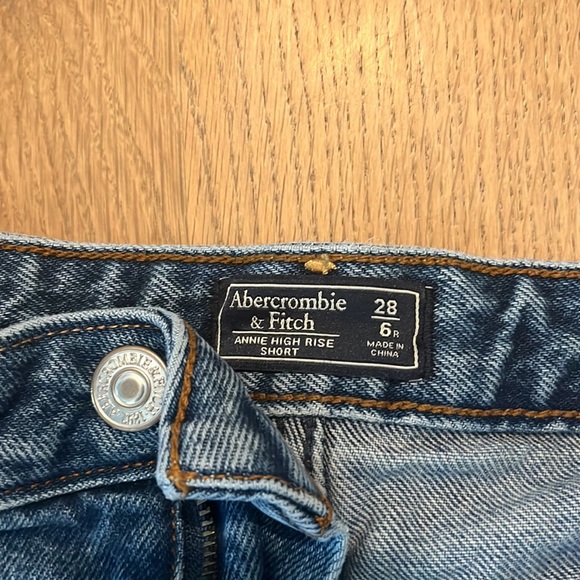 Abercrombie
& Fitch
ANNIE HIGH RISE
SHORT
28
6R
MADE IN
CHINA